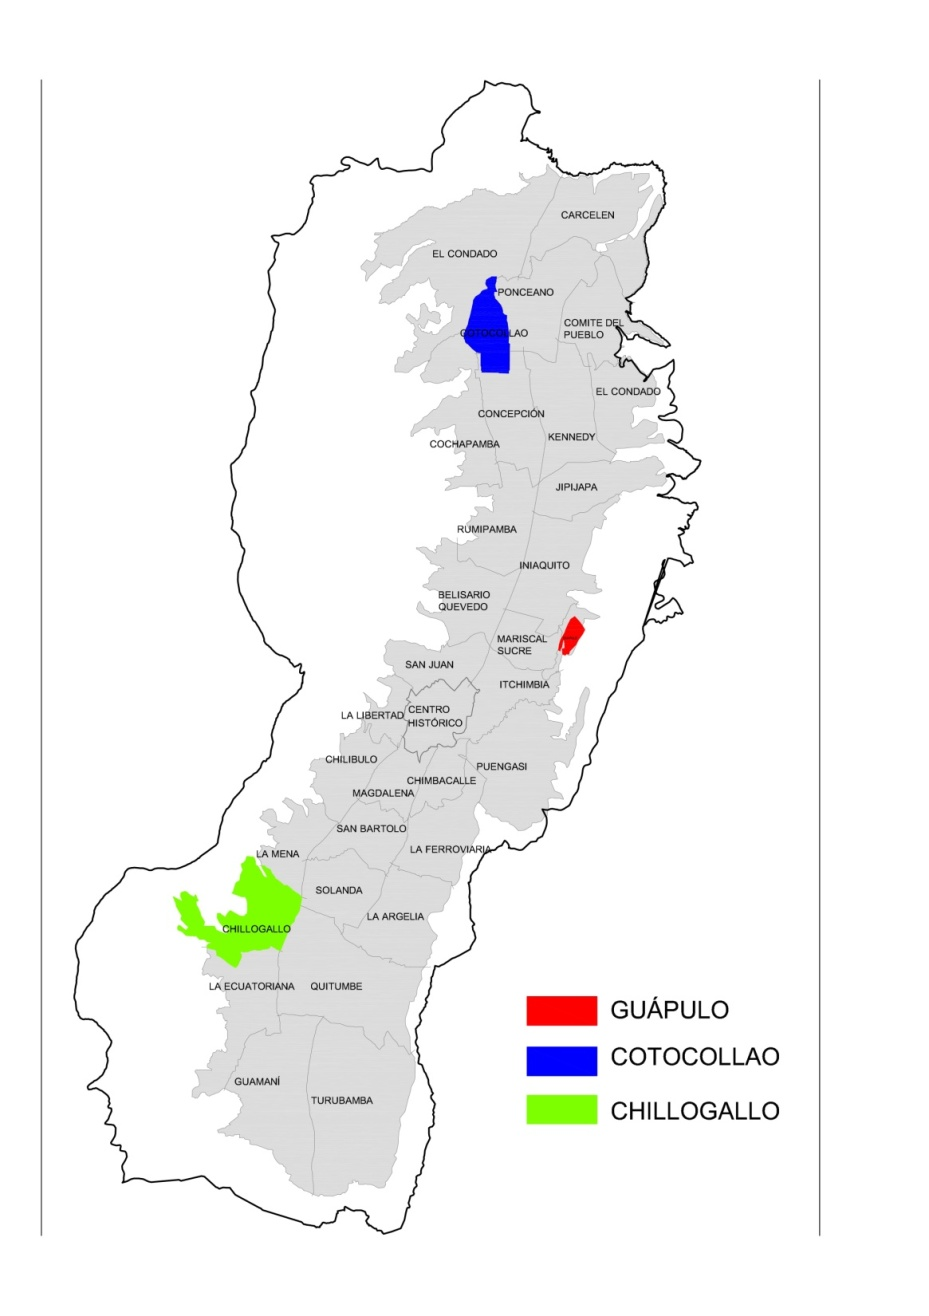 CARCELEN
EL CONDADO
PONCEANO
COMITE DEL
PUEBLO
COTOCOLLAO
EL CONDADO
CONCEPCIÓN
KENNEDY
COCHAPAMBA
JIPIJAPA
RUMIPAMBA
INIAQUITO
BELISARIO
QUEVEDO
MARISCAL
SUCRE
SAN JUAN
ITCHIMBIA
LA LIBERTAD
CENTRO
HISTÓRICO
CHILIBULO
PUENGASI
CHIMBACALLE
MAGDALENA
SAN BARTOLO
LA FERROVIARIA
LA MENA
SOLANDA
LA ARGELIA
CHILLOGALLO
LA ECUATORIANA
QUITUMBE
GUAMANÍ
TURUBAMBA
GUÁPULO
COTOCOLLAO
CHILLOGALLO